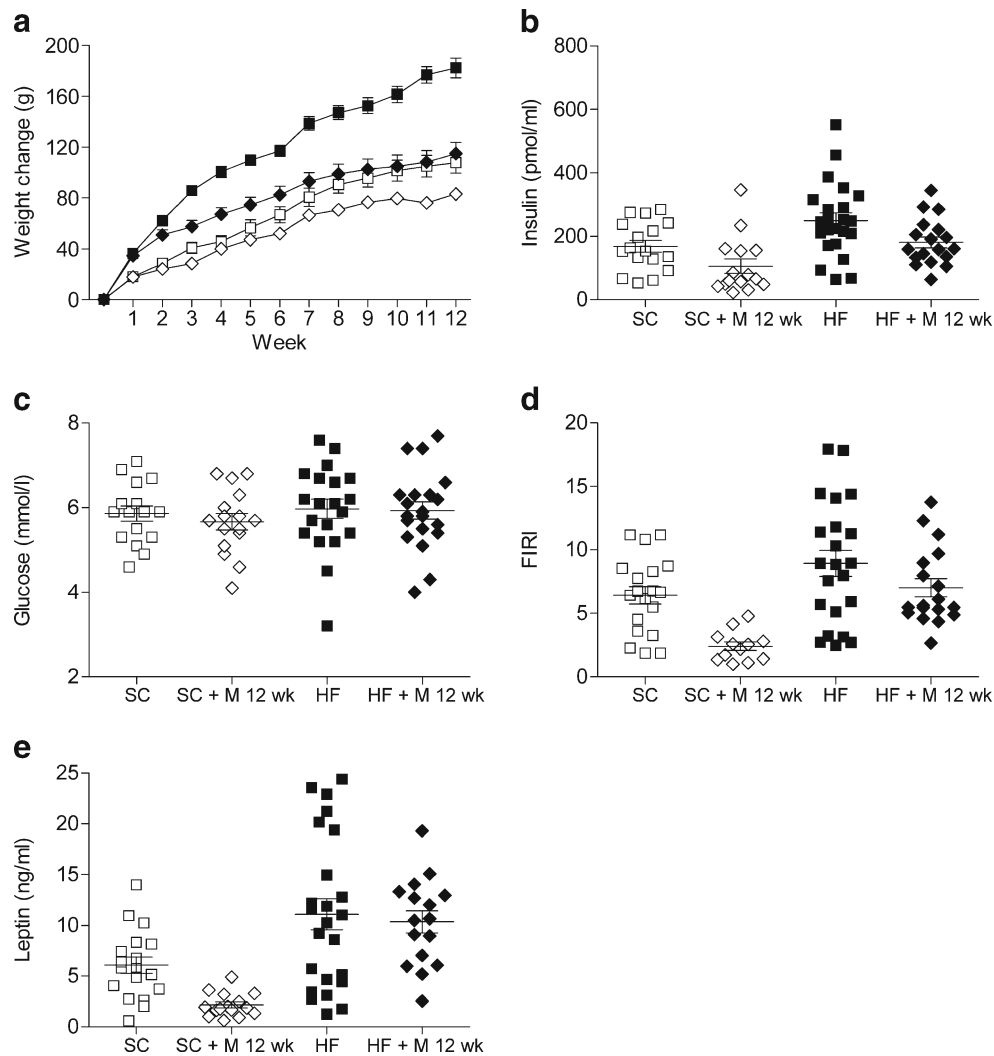 a
Weight change (g)
200
160
120
80
40
0
1 2 3 4 5 6 7 8 9 10 11 12
Week
b
Insulin (pmol/ml)
800
600
400
200
0
SC SC + M 12 wk HF HF + M 12 wk
c
Glucose (mmol/l)
8
6
4
2
SC SC + M 12 wk HF HF + M 12 wk
d
FIRI
20
15
10
5
0
SC SC + M 12 wk HF HF + M 12 wk
e
Leptin (ng/ml)
25
20
15
10
5
0
SC SC + M 12 wk HF HF + M 12 wk